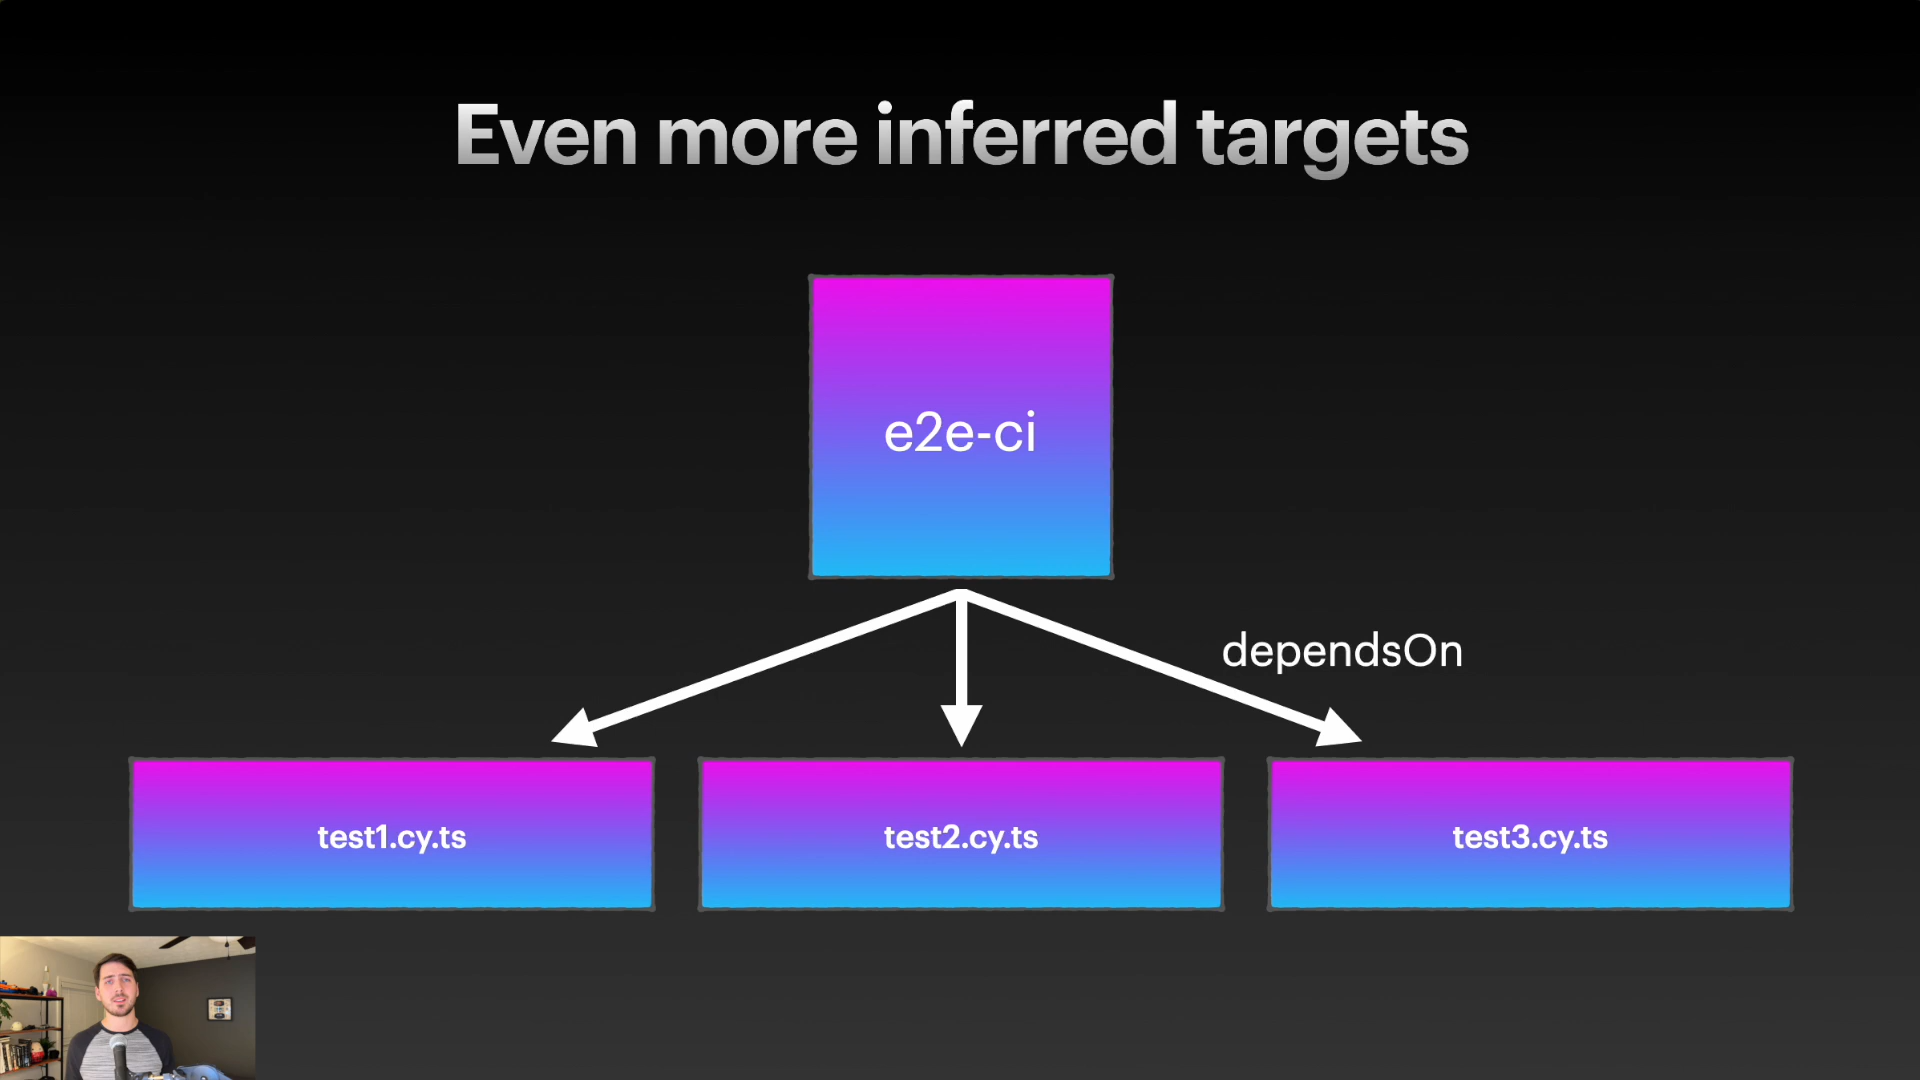 Even more inferred targets
e2e-ci
dependsOn
test1.cy.ts
test2.cy.ts
test3.cy.ts